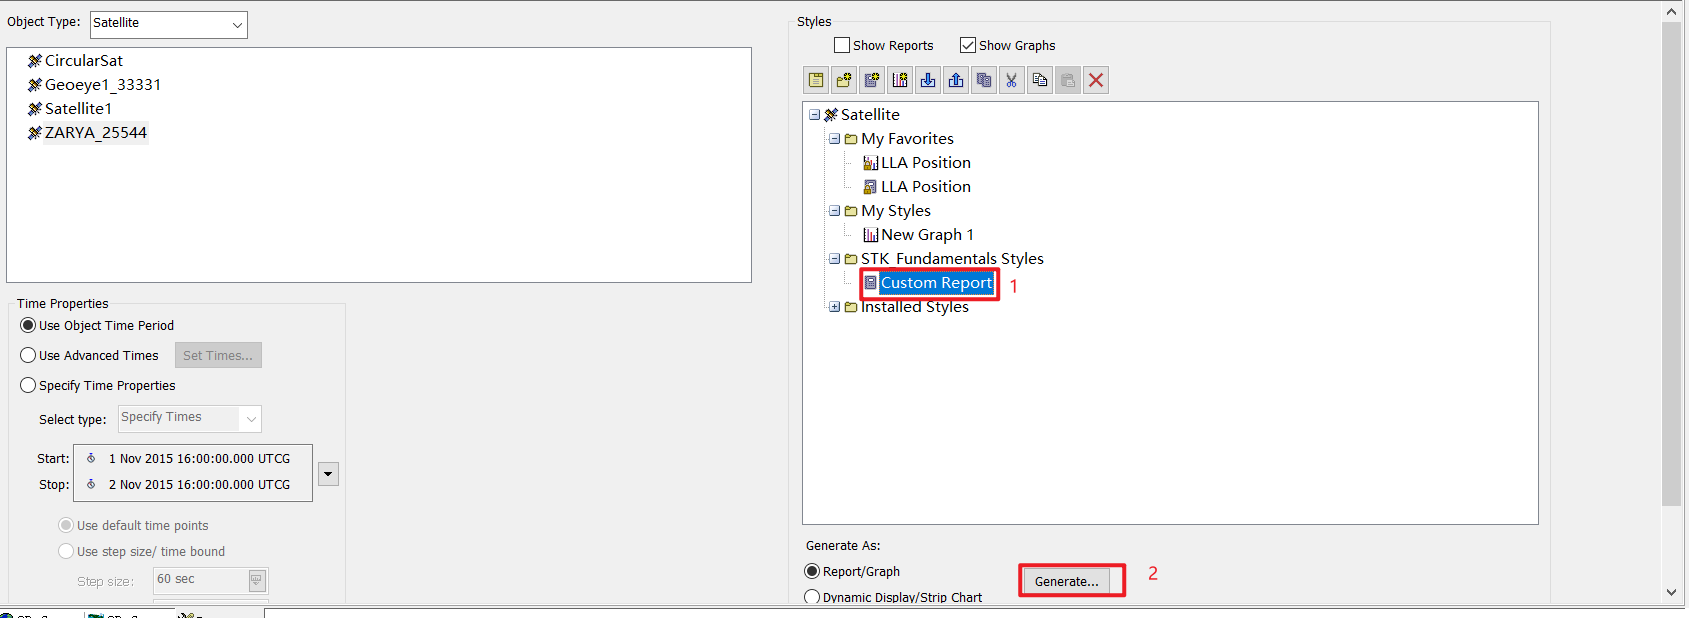 Object Type: Satellite
CircularSat
Geoeye1_33331
Satellite1
ZARYA_25544
Time Properties
Use Object Time Period
Use Advanced Times Set Times...
Specify Time Properties
Select type: Specify Times
Start: 1 Nov 2015 16:00:00.000 UTCG
Stop: 2 Nov 2015 16:00:00.000 UTCG
Use default time points
Use step size/ time bound
Step size: 60 sec
Styles
Show Reports Show Graphs
Satellite
My Favorites
LLA Position
LLA Position
My Styles
New Graph 1
STK_Fundamentals Styles
Custom Report 1
Installed Styles
Generate As:
Report/Graph
Generate... 2
Dynamic Display/Strip Chart